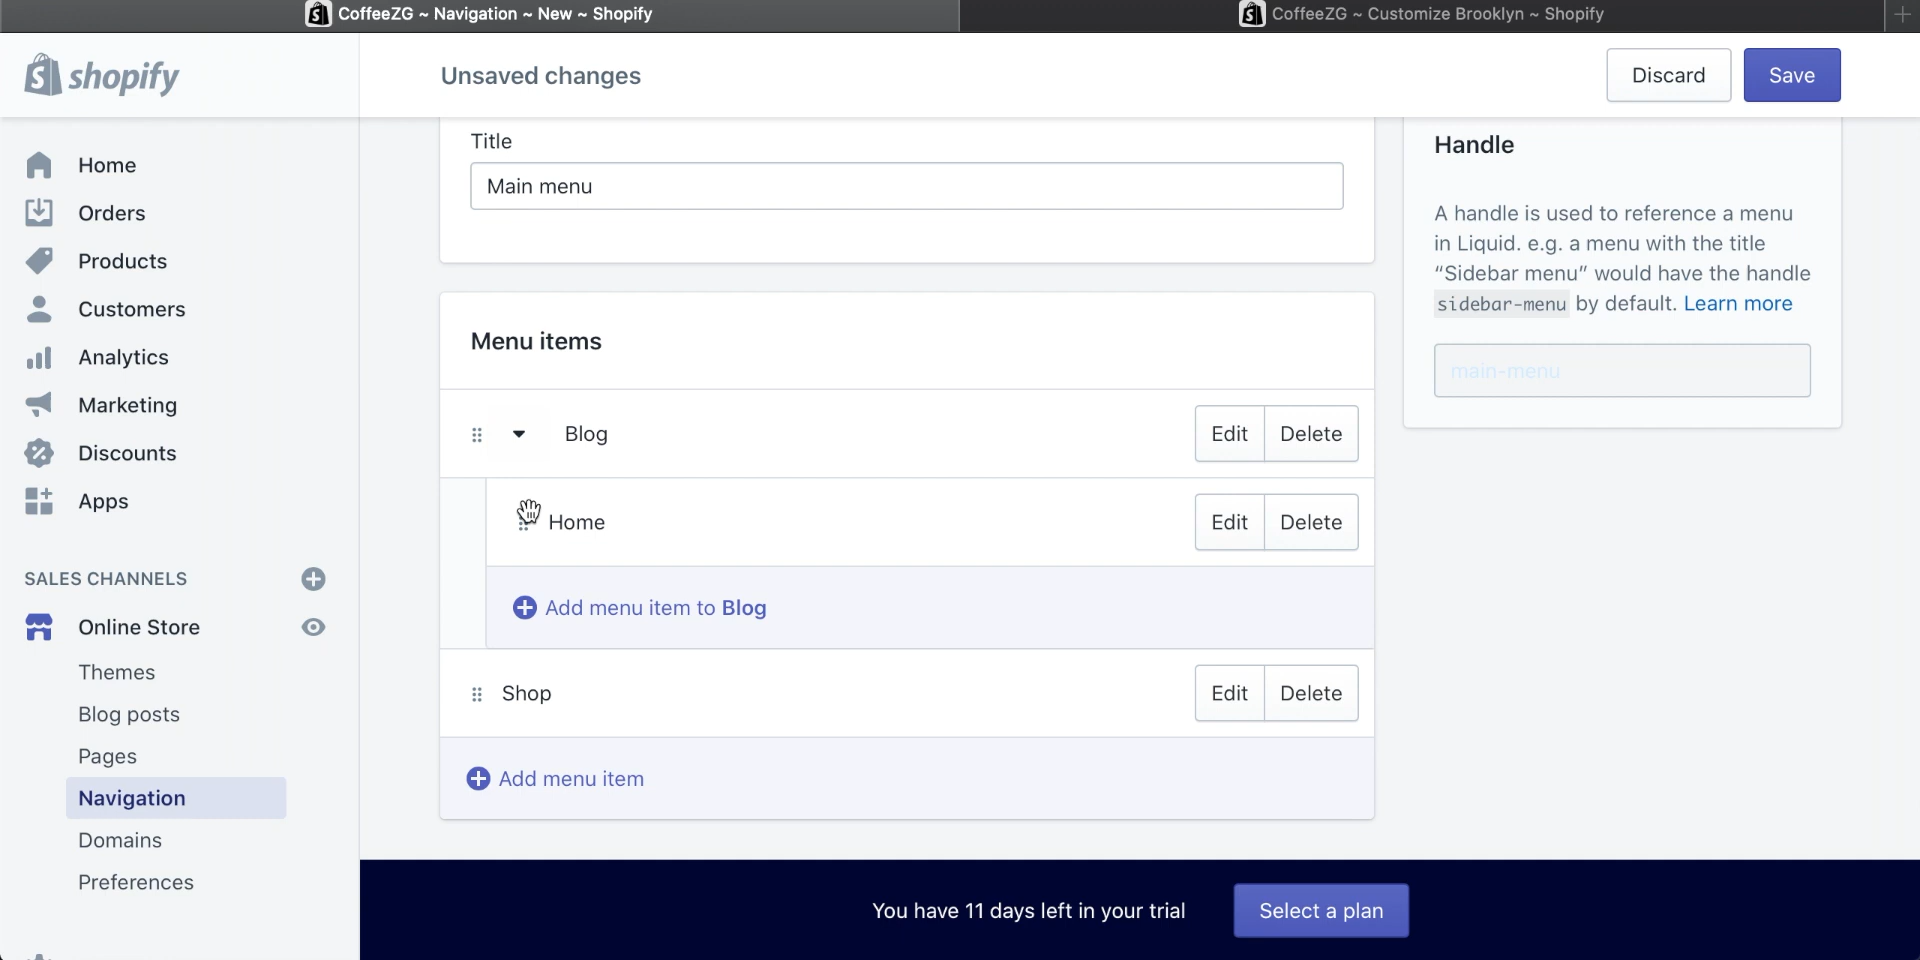 CoffeeZG ~ Navigation ~ New ~ Shopify
CoffeeZG ~ Customize Brooklyn ~ Shopify
shopify
Unsaved changes
Discard
Save
Home
Orders
Products
Customers
Analytics
Marketing
Discounts
Apps
SALES CHANNELS
Online Store
Themes
Blog posts
Pages
Navigation
Domains
Preferences
Title
Main menu
Menu items
Blog
Edit
Delete
Home
Edit
Delete
Add menu item to Blog
Shop
Edit
Delete
Add menu item
Handle
A handle is used to reference a menu
in Liquid. e.g. a menu with the title
“Sidebar menu” would have the handle
sidebar-menu by default. Learn more
main-menu
You have 11 days left in your trial
Select a plan